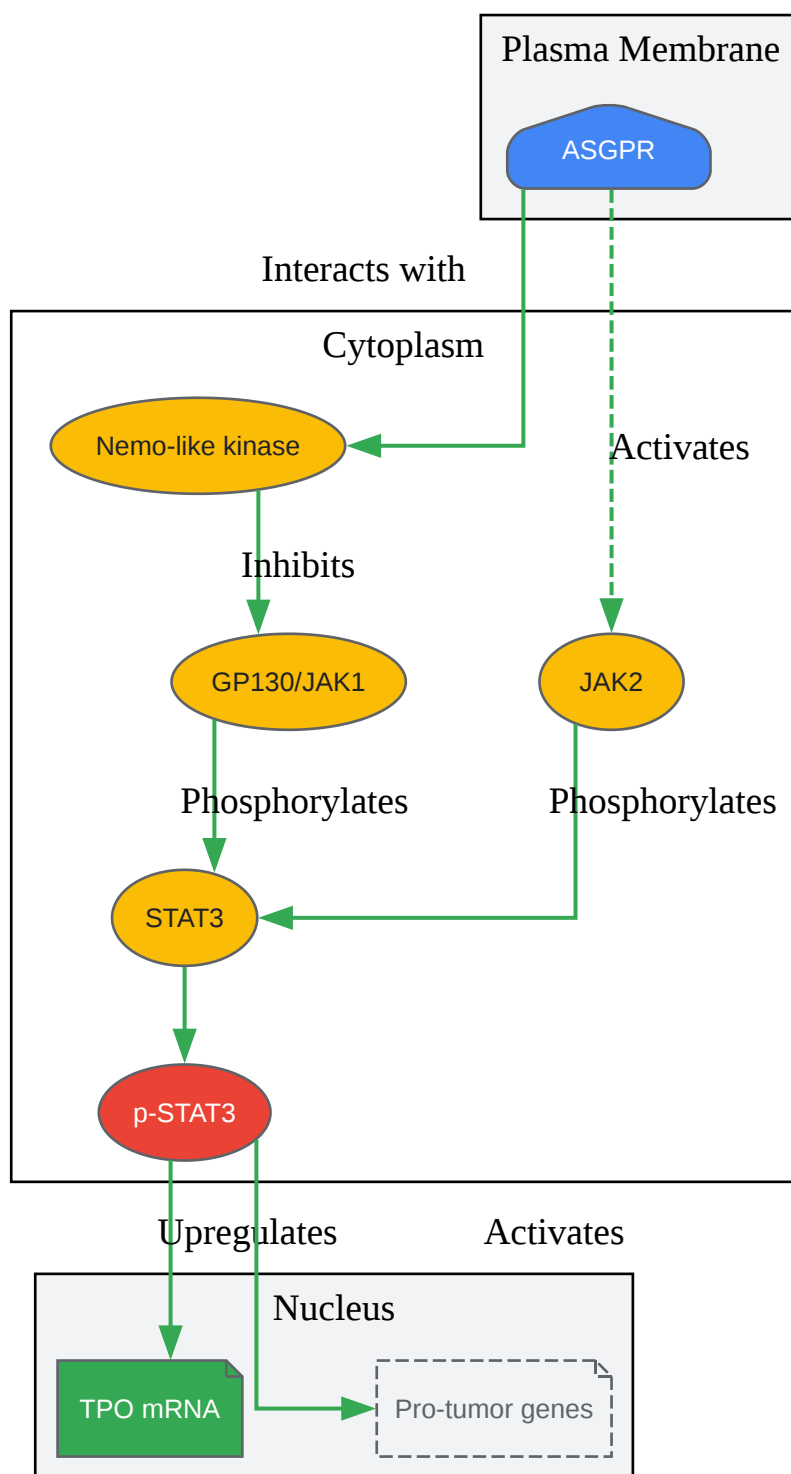 Plasma Membrane
ASGPR
Interacts with
Cytoplasm
Nemo-like kinase
Activates
Inhibits
GP130/JAK1
JAK2
Phosphorylates
Phosphorylates
STAT3
p-STAT3
Upregulates
Activates
Nucleus
TPO mRNA
Pro-tumor genes